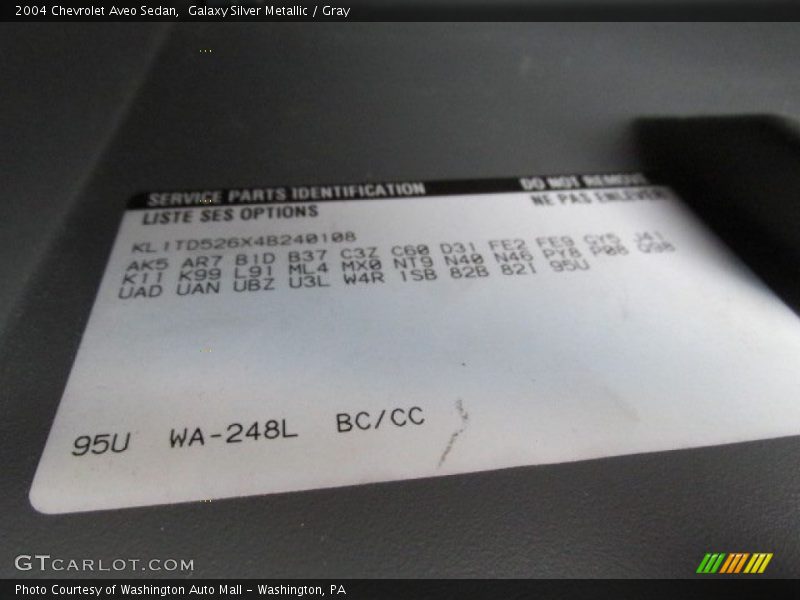 2004 Chevrolet Aveo Sedan,  Galaxy Silver Metallic / Gray
SERVICE PARTS IDENTIFICATION DO NOT REMOVE
LISTE SES OPTIONS NE PAS ENLEVER
KL1TD526X4B240108
AK5 AR7 B1D B37 C3Z C60 D31 FE2 FE9 GY5 J41
K11 K99 L91 ML4 MX0 NT9 N40 N46 PY8 P08 U98
UAD UAN UBZ U3L W4R 1SB 82B 82I 95U
95U WA-248L BC/CC
GTCARLOT.COM
Photo Courtesy of Washington Auto Mall - Washington, PA